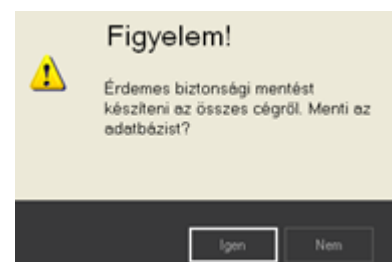 Figyelem!
Érdemes biztonsági mentést
készíteni az összes cégről. Menti az
adatbázist?
Igen
Nem